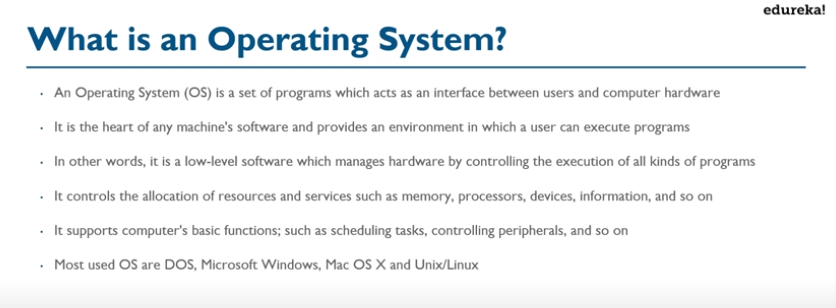 edureka!
What is an Operating System?
• An Operating System (OS) is a set of programs which acts as an interface between users and computer hardware
• It is the heart of any machine's software and provides an environment in which a user can execute programs
• In other words, it is a low-level software which manages hardware by controlling the execution of all kinds of programs
• It controls the allocation of resources and services such as memory, processors, devices, information, and so on
• It supports computer's basic functions; such as scheduling tasks, controlling peripherals, and so on
• Most used OS are DOS, Microsoft Windows, Mac OS X and Unix/Linux